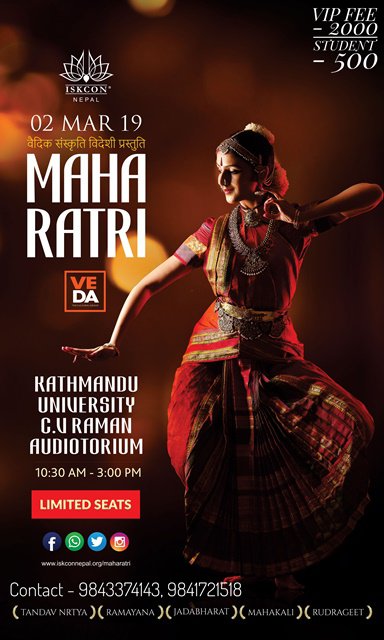 VIP FEE
- 2000
STUDENT
- 500
ISKCON®
NEPAL
02 MAR 19
वैदिक संस्कृति विदेशी प्रस्तुति
MAHA
RATRI
VE
DA
KATHMANDU
UNIVERSITY
C.V RAMAN
AUDIOTORIUM
10:30 AM - 3:00 PM
LIMITED SEATS
www.iskconnepal.org/maharatri
Contact - 9843374143, 9841721518
TANDAV NRTYA RAMAYANA JADABHARAT MAHAKALI RUDRAGEET